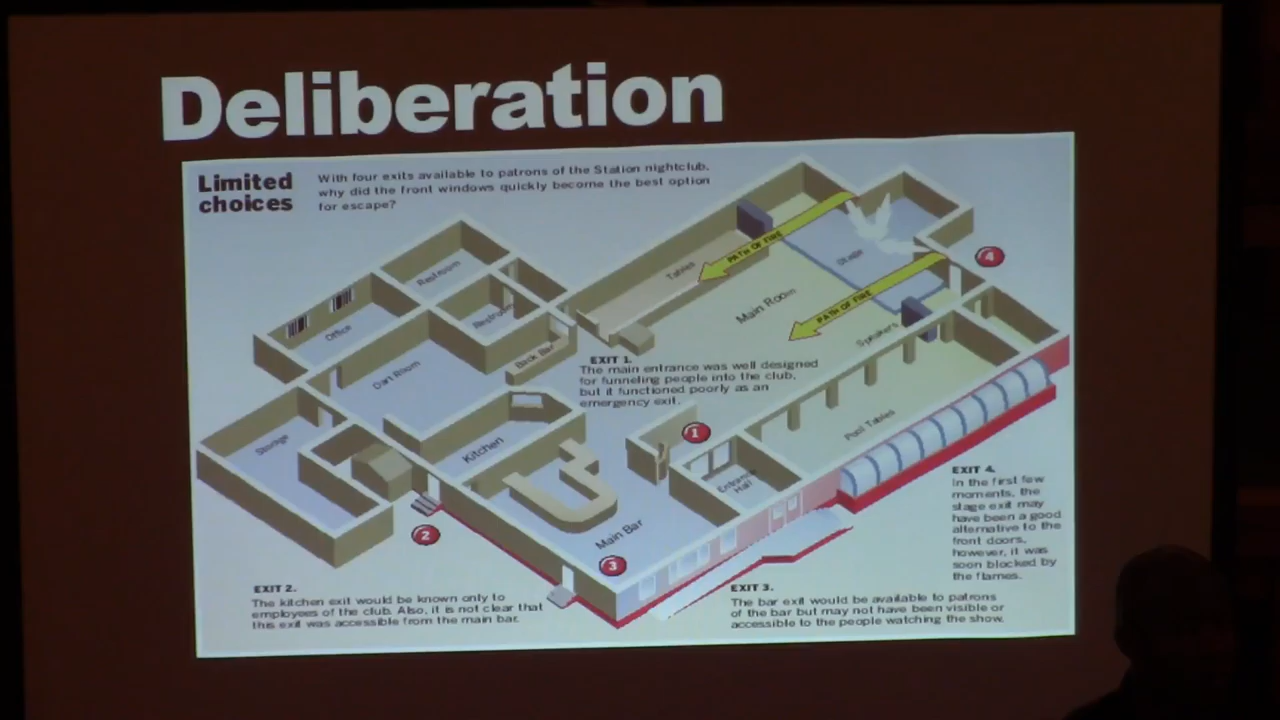 Deliberation
Limited
choices
With four exits available to patrons of the Station nightclub,
why did the front windows quickly become the best option
for escape?
PATH OF FIRE
Tables
Stage
4
Restroom
Main Room
PATH OF FIRE
Office
Restroom
Speakers
Back Bar
Dart Room
EXIT 1.
The main entrance was well designed
for funneling people into the club,
but it functioned poorly as an
emergency exit.
Pool Tables
1
Storage
Kitchen
Entrance
Hall
EXIT 4.
In the first few
moments, the
stage exit may
have been a good
alternative to the
front doors,
however, it was
soon blocked by
the flames.
Main Bar
2
3
EXIT 2.
The kitchen exit would be known only to
employees of the club. Also, it is not clear that
this exit was accessible from the main bar.
EXIT 3.
The bar exit would be available to patrons
of the bar but may not have been visible or
accessible to the people watching the show.